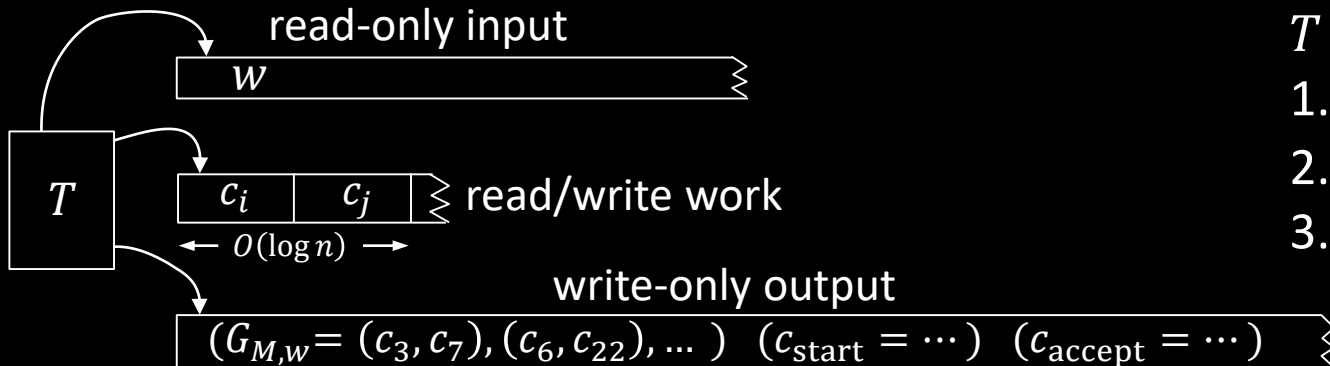 read-only input
w
T
1.
2.
3.
T
c_i c_j
read/write work
O(log n)
write-only output
(G_{M,w} = (c_3, c_7), (c_6, c_22), … ) (c_start = ⋯ ) (c_accept = ⋯ )